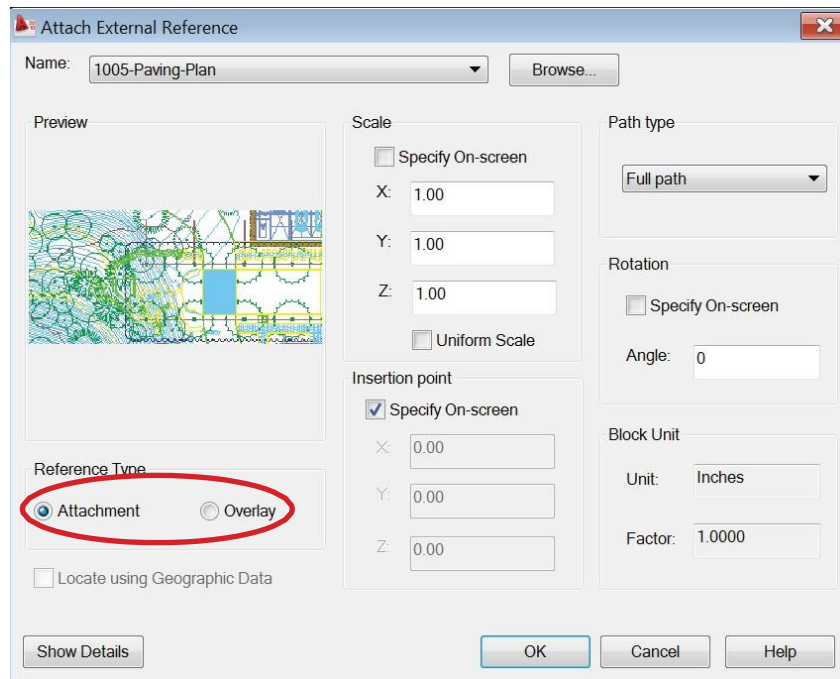 Attach External Reference
Name: 1005-Paving-Plan Browse...
Preview
Reference Type
Attachment Overlay
Locate using Geographic Data
Scale
Specify On-screen
X: 1.00
Y: 1.00
Z: 1.00
Uniform Scale
Insertion point
Specify On-screen
X: 0.00
Y: 0.00
Z: 0.00
Path type
Full path
Rotation
Specify On-screen
Angle: 0
Block Unit
Unit: Inches
Factor: 1.0000
Show Details OK Cancel Help